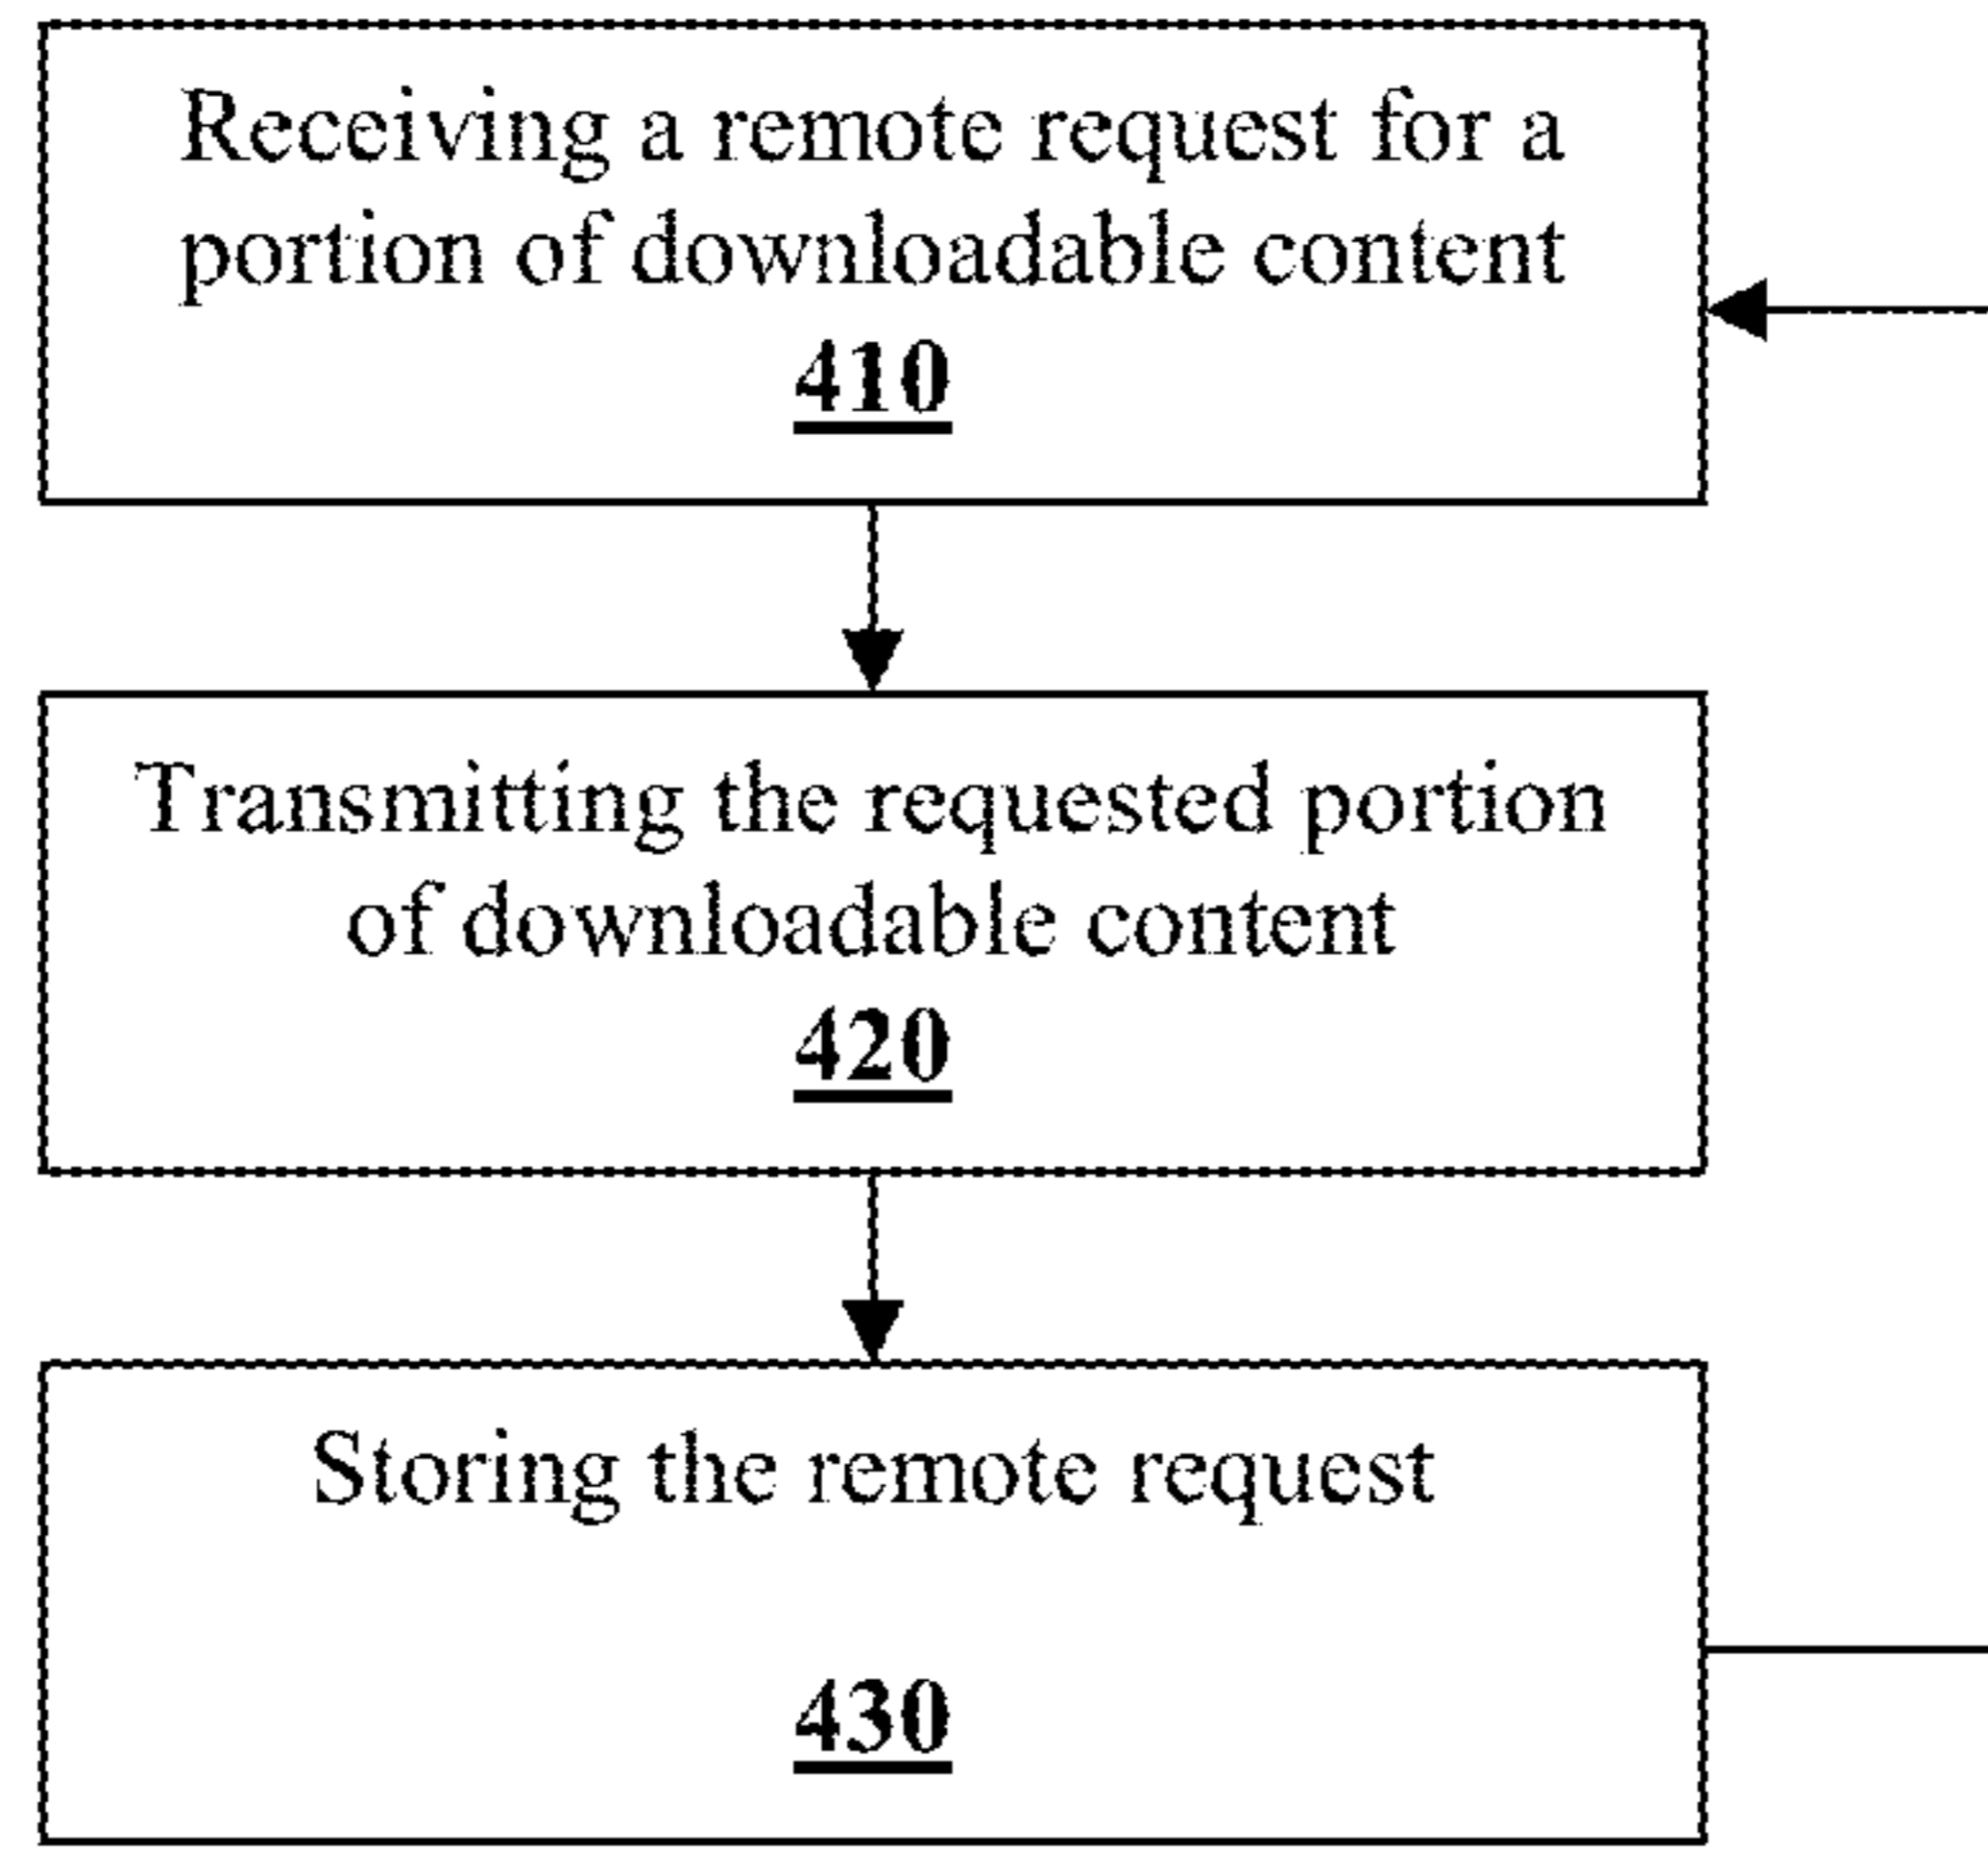 Receiving a remote request for a
portion of downloadable content
410
Transmitting the requested portion
of downloadable content
420
Storing the remote request
430